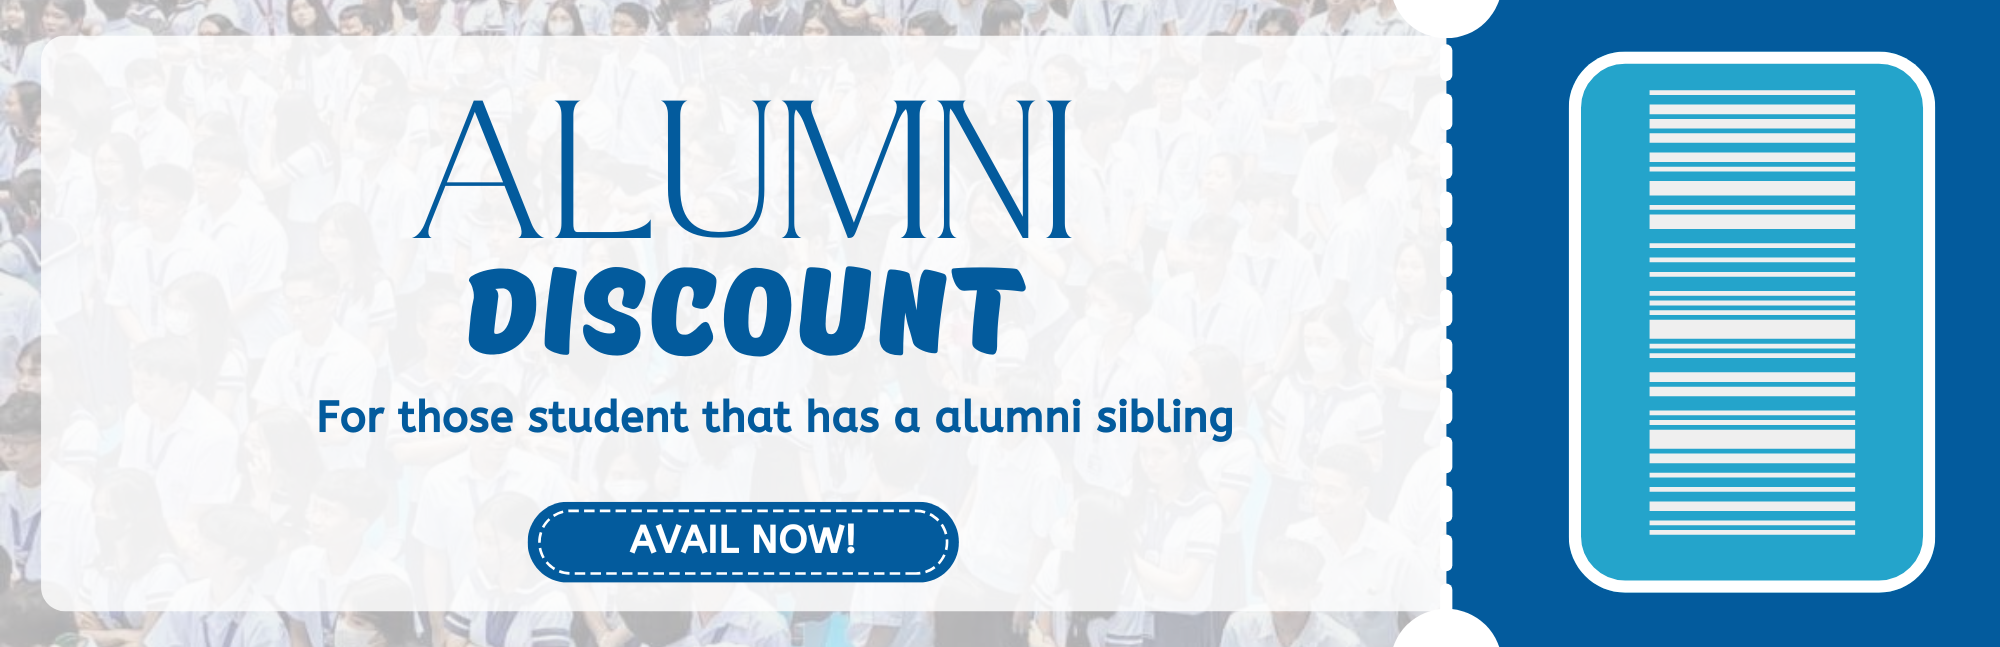 ALUMNI
DISCOUNT
For those student that has a alumni sibling
AVAIL NOW!